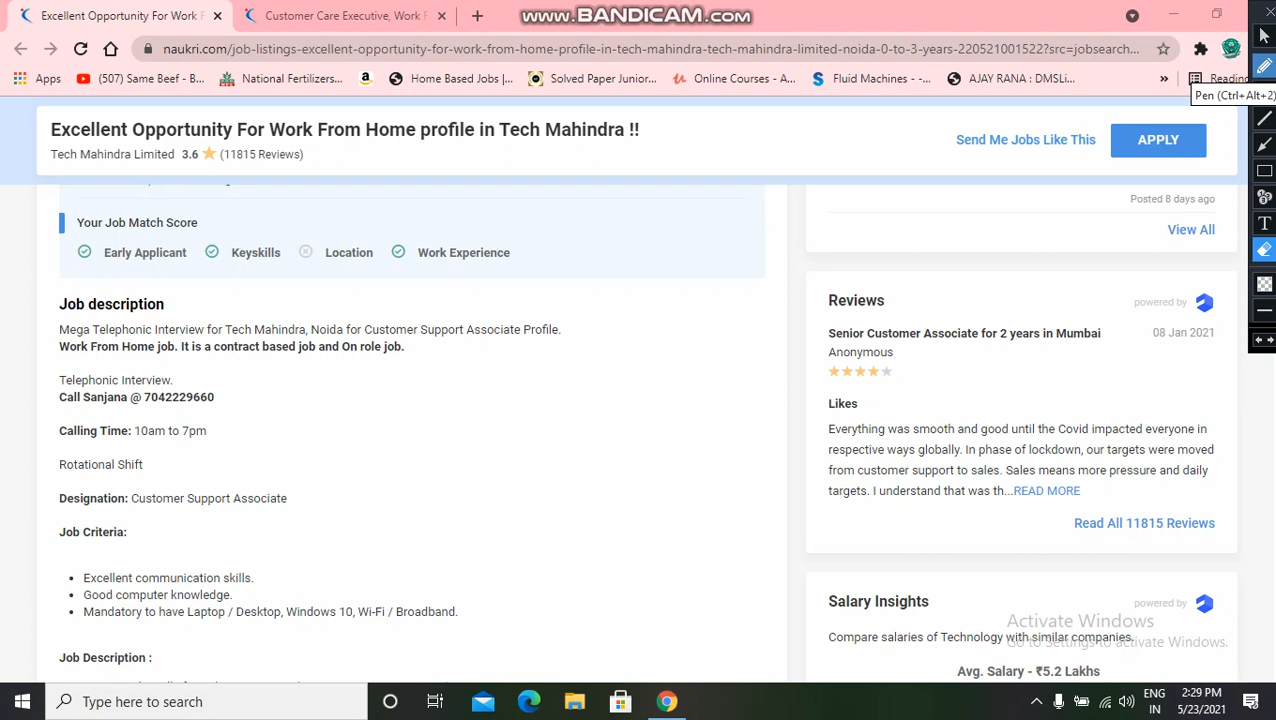 Excellent Opportunity For Work F
Customer Care Executive, Work F
www.BANDICAM.com
naukri.com/job-listings-excellent-opportunity-for-work-from-home-profile-in-tech-mahindra-tech-mahindra-limited-noida-0-to-3-years-220521001522?src=jobsearch...
Apps
(507) Same Beef - B...
National Fertilizers...
Home Based Jobs |...
Solved Paper Junior...
Online Courses - A...
Fluid Machines - -...
AJAY RANA : DMSLi...
»
Reading
Pen (Ctrl+Alt+2)
Excellent Opportunity For Work From Home profile in Tech Mahindra !!
Tech Mahindra Limited 3.6 (11815 Reviews)
Send Me Jobs Like This
APPLY
Your Job Match Score
Early Applicant
Keyskills
Location
Work Experience
Job description
Mega Telephonic Interview for Tech Mahindra, Noida for Customer Support Associate Profile.
Work From Home job. It is a contract based job and On role job.
Telephonic Interview.
Call Sanjana @ 7042229660
Calling Time: 10am to 7pm
Rotational Shift
Designation: Customer Support Associate
Job Criteria:
Excellent communication skills.
Good computer knowledge.
Mandatory to have Laptop / Desktop, Windows 10, Wi-Fi / Broadband.
Job Description :
Posted 8 days ago
View All
Reviews
powered by
Senior Customer Associate for 2 years in Mumbai
08 Jan 2021
Anonymous
Likes
Everything was smooth and good until the Covid impacted everyone in
respective ways globally. In phase of lockdown, our targets were moved
from customer support to sales. Sales means more pressure and daily
targets. I understand that was th...READ MORE
Read All 11815 Reviews
Salary Insights
powered by
Compare salaries of Technology with similar companies.
Avg. Salary - ₹5.2 Lakhs
Activate Windows
Go to Settings to activate Windows.
Type here to search
ENG
IN
2:29 PM
5/23/2021